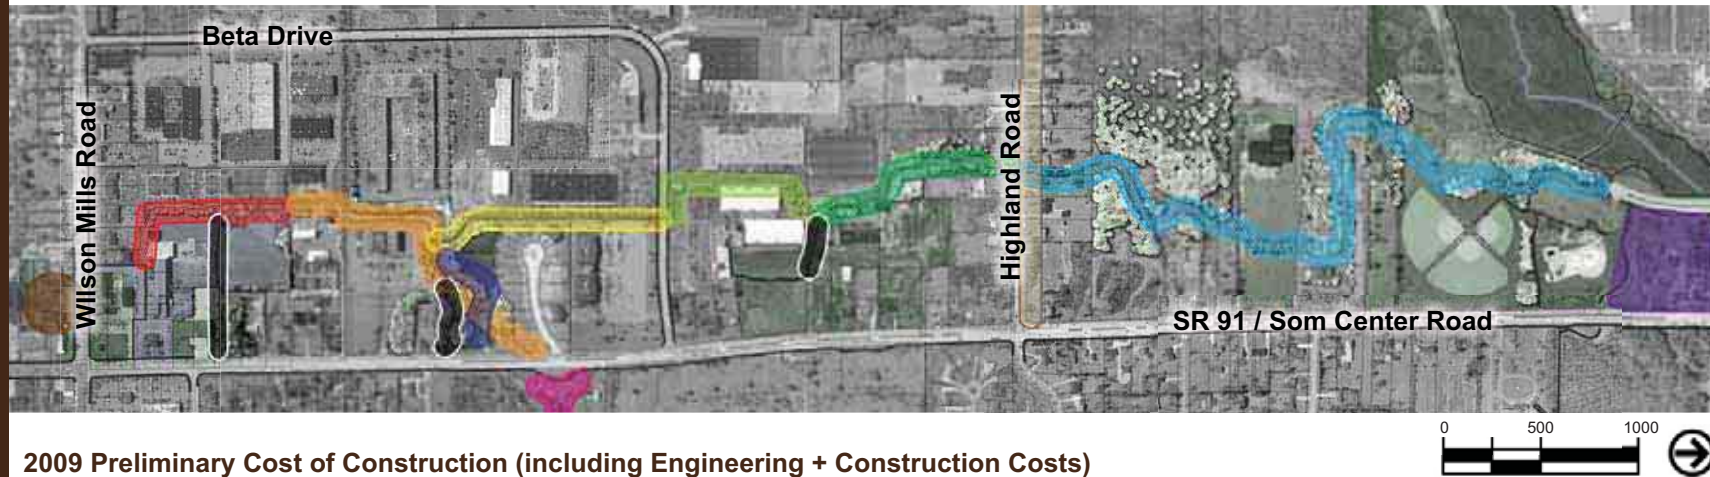 Beta Drive
WIlson Mills Road
Highland Road
SR 91 / Som Center Road
0 500 1000
2009 Preliminary Cost of Construction (including Engineering + Construction Costs)